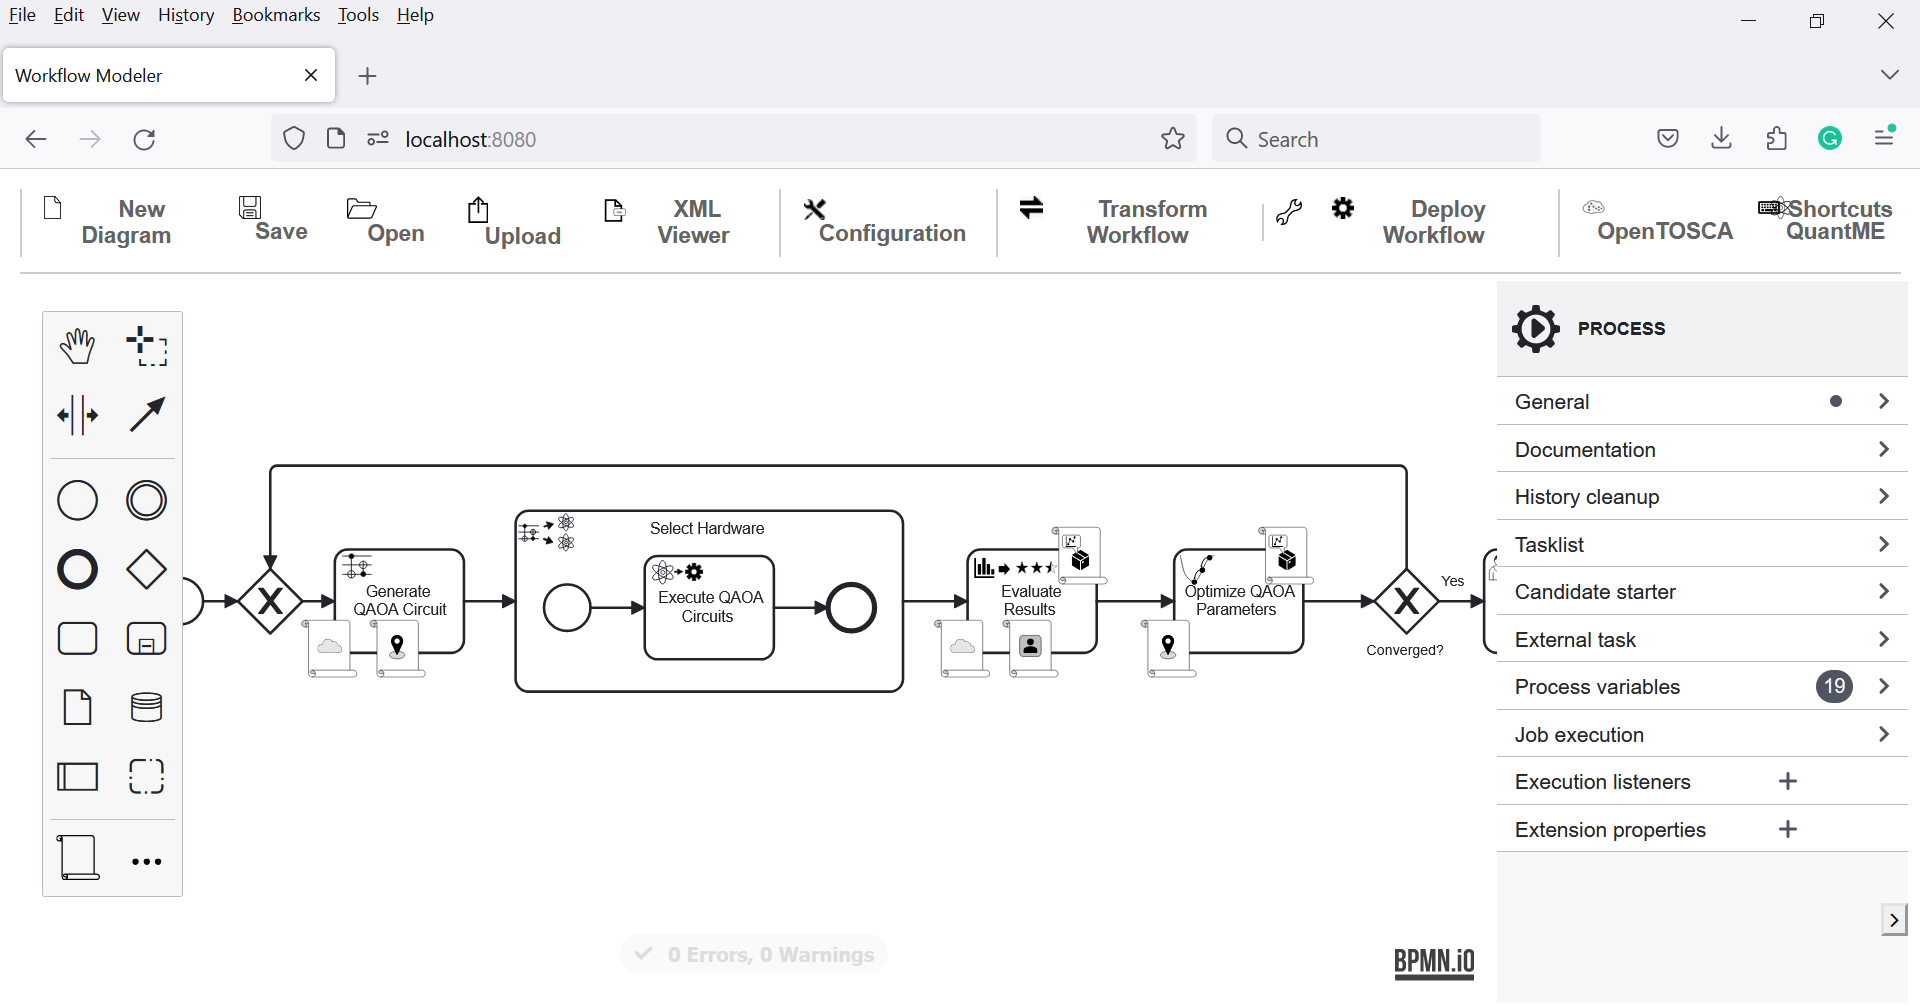 File Edit View History Bookmarks Tools Help
Workflow Modeler
localhost:8080
Search
New
Diagram
Save
Open
Upload
XML
Viewer
Configuration
Transform
Workflow
Deploy
Workflow
OpenTOSCA
Shortcuts
QuantME
PROCESS
General
Documentation
History cleanup
Tasklist
Candidate starter
External task
Process variables 19
Job execution
Execution listeners
Extension properties
Generate
QAOA Circuit
Select Hardware
Execute QAOA
Circuits
Evaluate
Results
Optimize QAOA
Parameters
Converged?
Yes
0 Errors, 0 Warnings
BPMN.iO